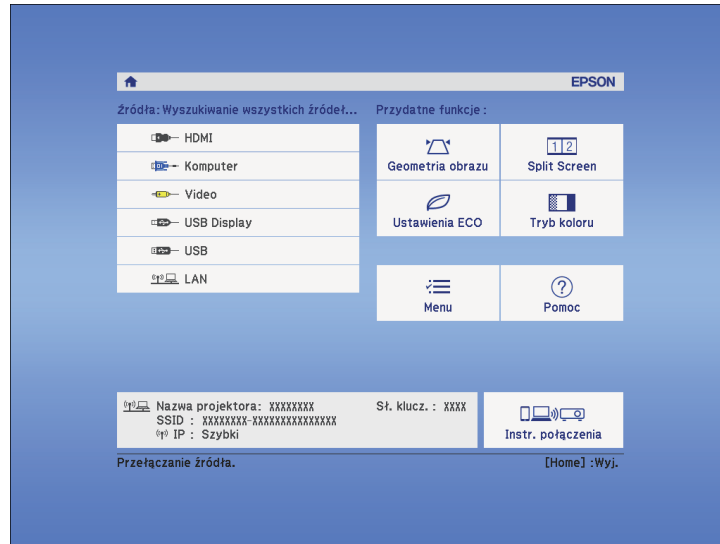 EPSON
Źródła: Wyszukiwanie wszystkich źródeł...
HDMI
Komputer
Video
USB Display
USB
LAN
Przydatne funkcje :
Geometria obrazu
1 2
Split Screen
Ustawienia ECO
Tryb koloru
Menu
?
Pomoc
Nazwa projektora: XXXXXXXX
Sł. klucz. : XXXX
SSID : XXXXXXXX-XXXXXXXXXXXXXXX
IP : Szybki
Instr. połączenia
Przełączanie źródła.
[Home] :Wyj.